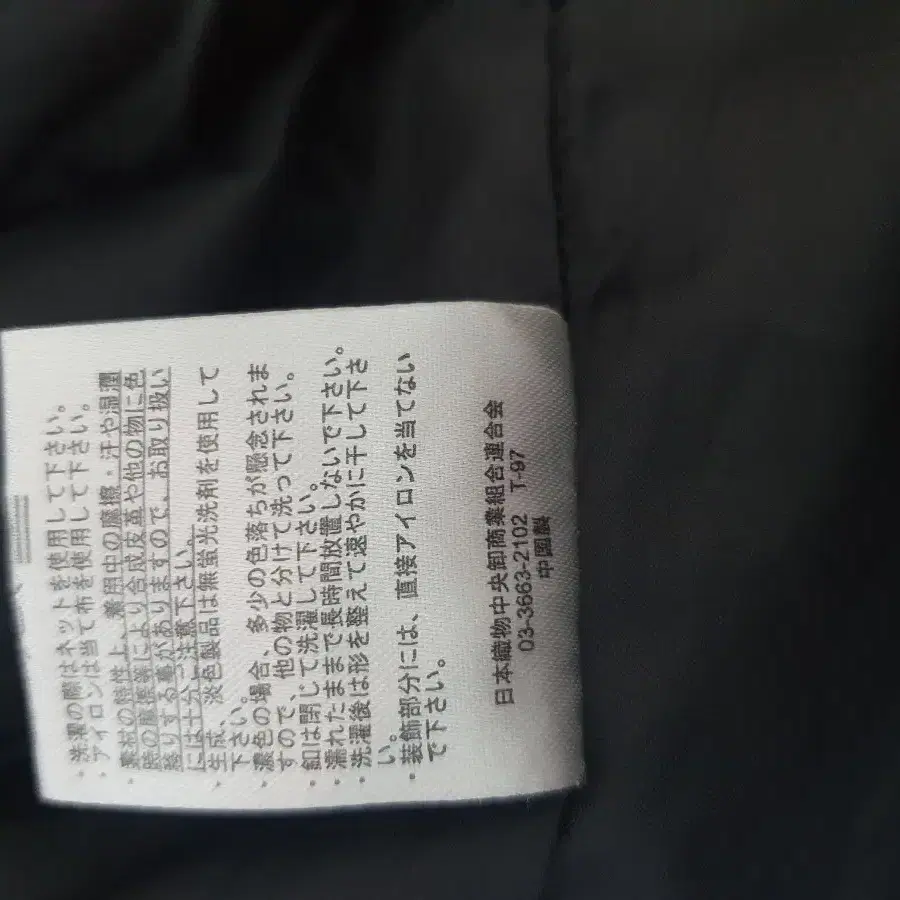 ・洗濯の際はネットを使用して下さい。
・アイロンは当て布を使用して下さい。
・素材の特性上、着用中の摩擦・汗や湿潤
時の摩擦等により合成皮革や他の物に色
移りする事がありますので、お取り扱い
には十分ご注意下さい。
・生成、淡色製品は無蛍光洗剤を使用して
下さい。
・濃色の場合、多少の色落ちが懸念されま
すので、他の物と分けて洗って下さい。
・釦は閉じて洗濯して下さい。
・濡れたままで長時間放置しないで下さい。
・洗濯後は形を整えて速やかに干して下さ
い。
・装飾部分には、直接アイロンを当てない
で下さい。
日本織物中央卸商業組合連合会
03-3663-2102 T-97
中国製